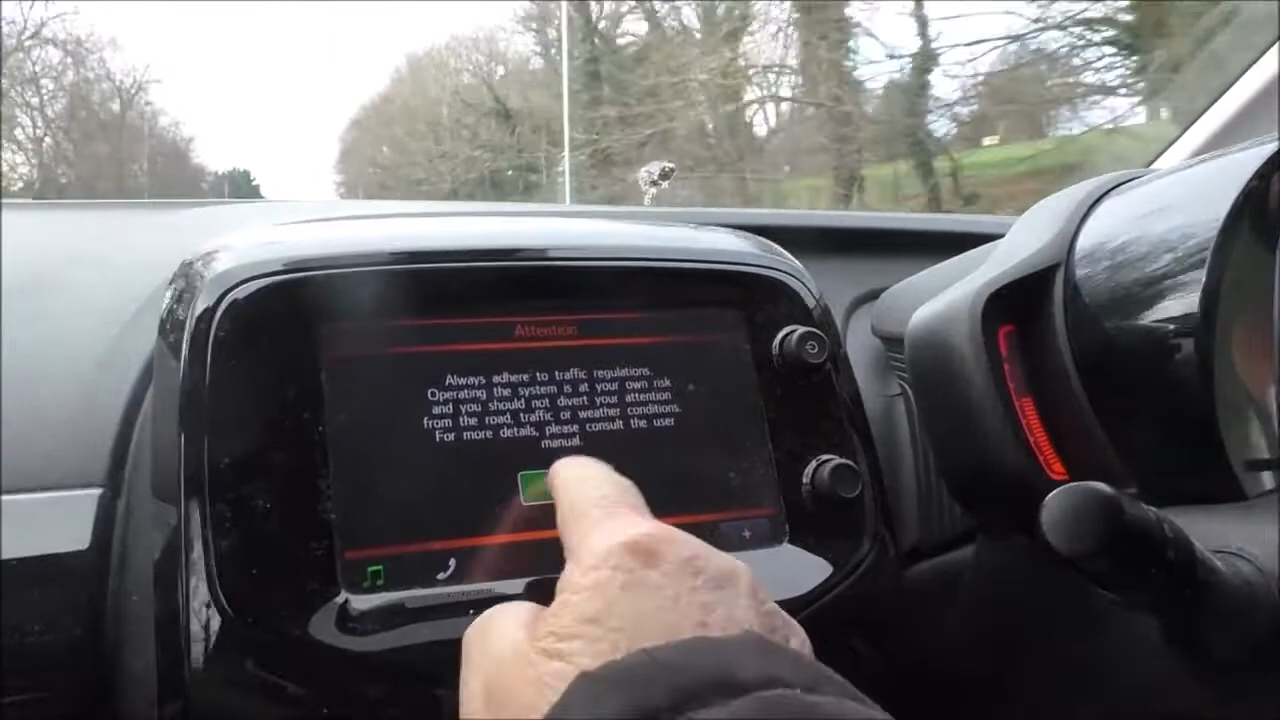 Attention
Always adhere to traffic regulations.
Operating the system is at your own risk
and you should not divert your attention
from the road, traffic or weather conditions.
For more details, please consult the user
manual.
+